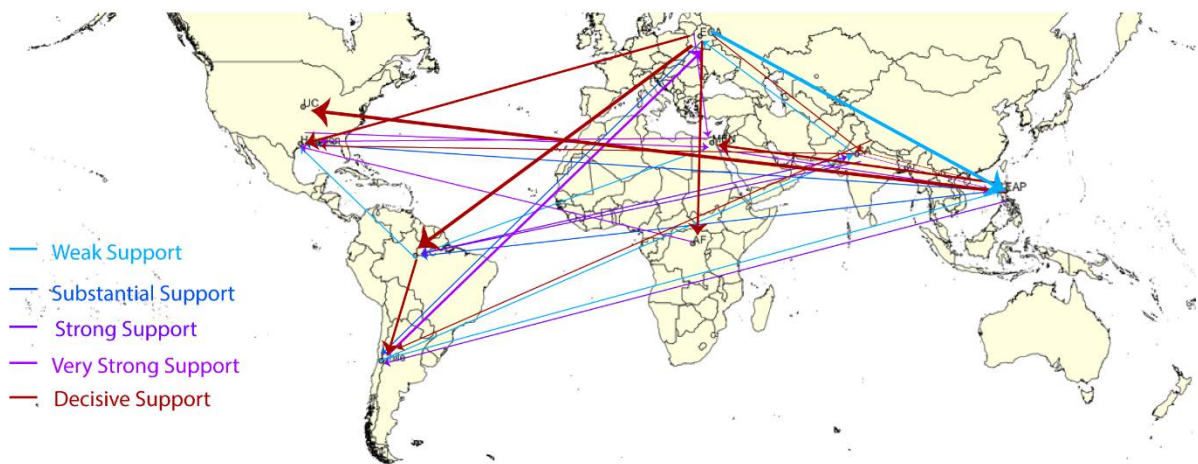 ECA
UC
MEN
EAP
AF
Weak Support
Substantial Support
Strong Support
Very Strong Support
Decisive Support